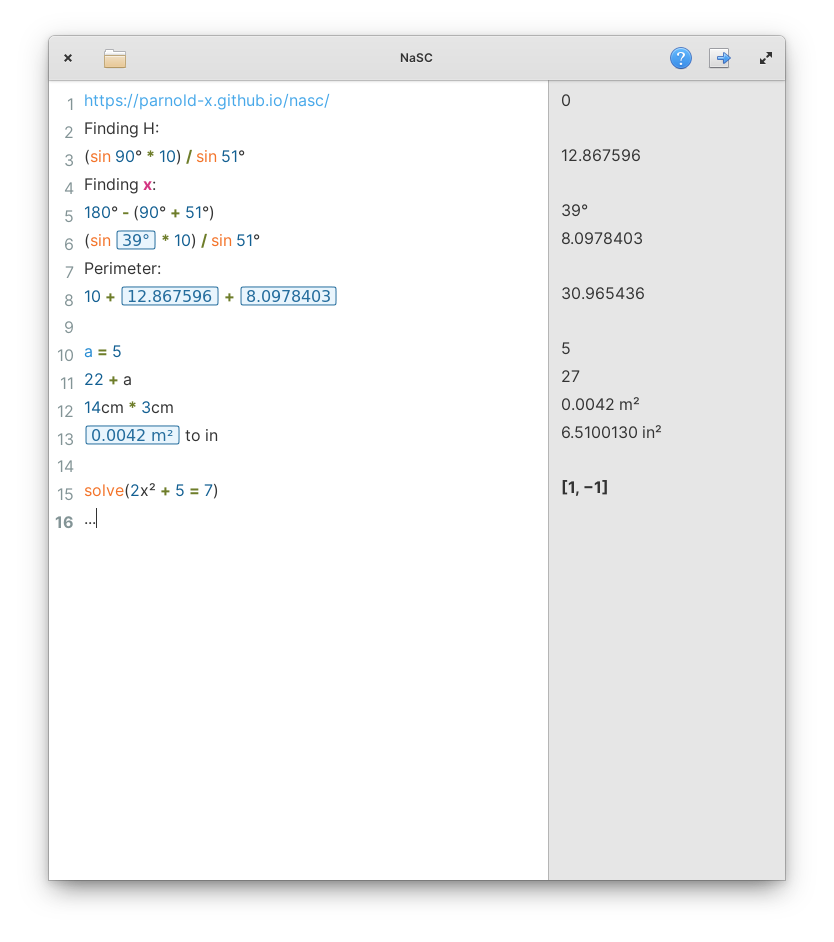 NaSC
1 https://parnold-x.github.io/nasc/ 0
2 Finding H:
3 (sin 90° * 10) / sin 51° 12.867596
4 Finding x:
5 180° - (90° + 51°) 39°
6 (sin 39° * 10) / sin 51° 8.0978403
7 Perimeter:
8 10 + 12.867596 + 8.0978403 30.965436
9
10 a = 5 5
11 22 + a 27
12 14cm * 3cm 0.0042 m²
13 0.0042 m² to in 6.5100130 in²
14
15 solve(2x² + 5 = 7) [1, −1]
16 ...